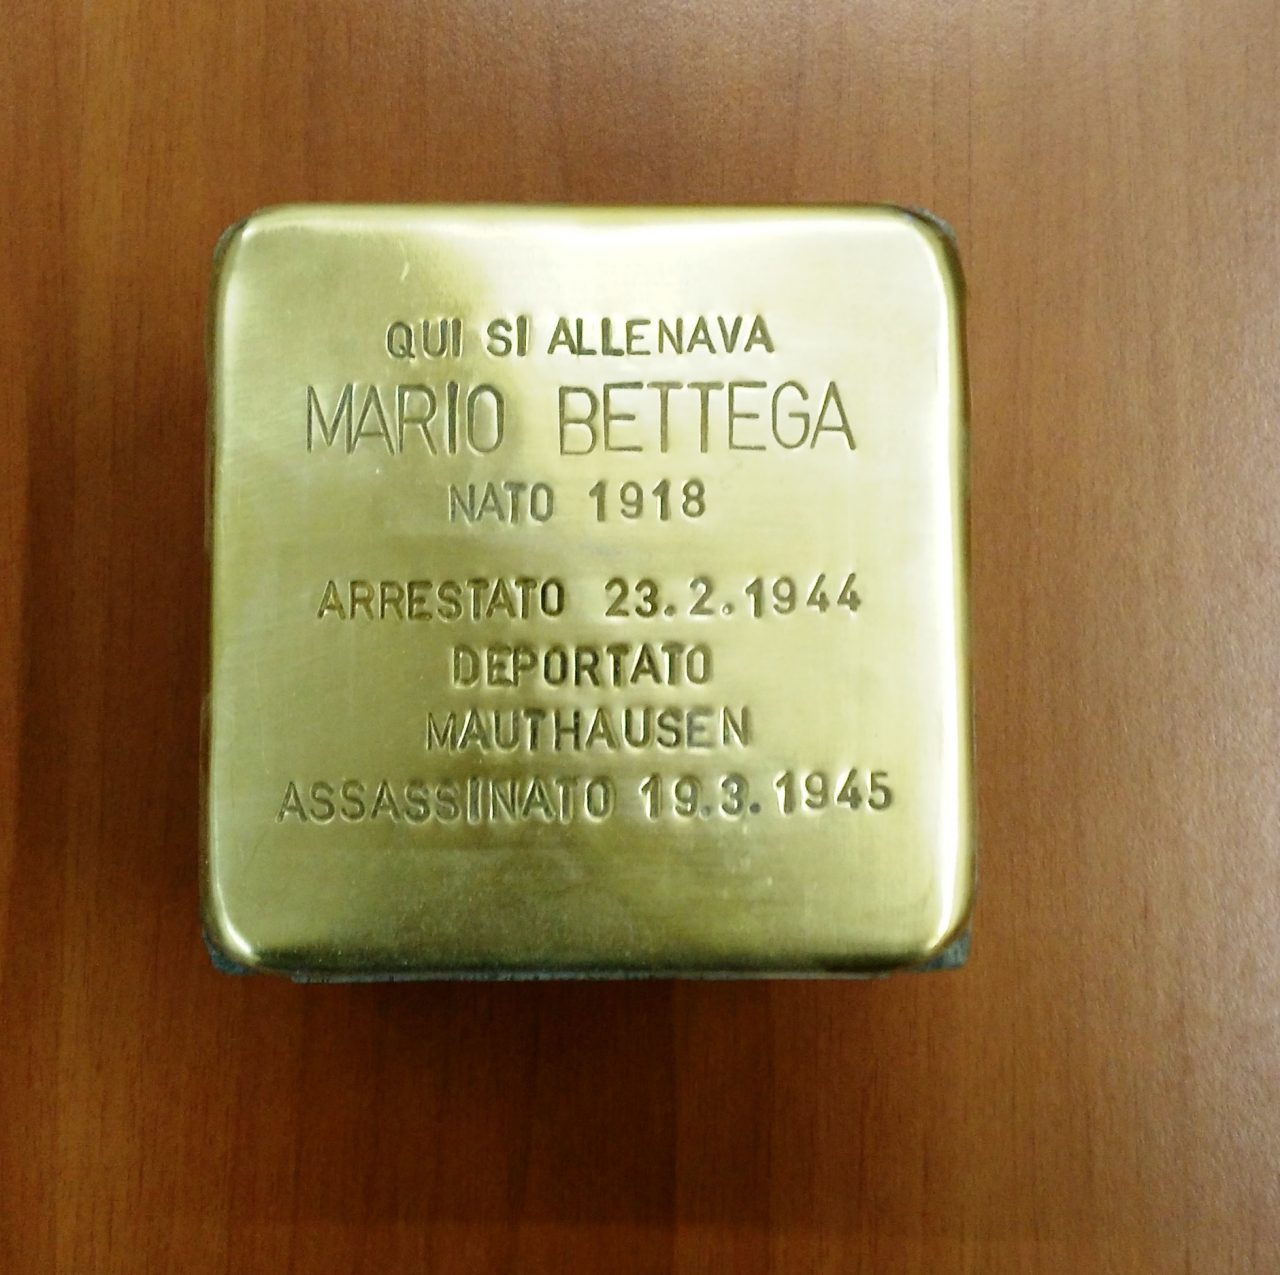 QUI SI ALLENAVA
MARIO BETTEGA
NATO 1918
ARRESTATO 23.2.1944
DEPORTATO
MAUTHAUSEN
ASSASSINATO 19.3.1945